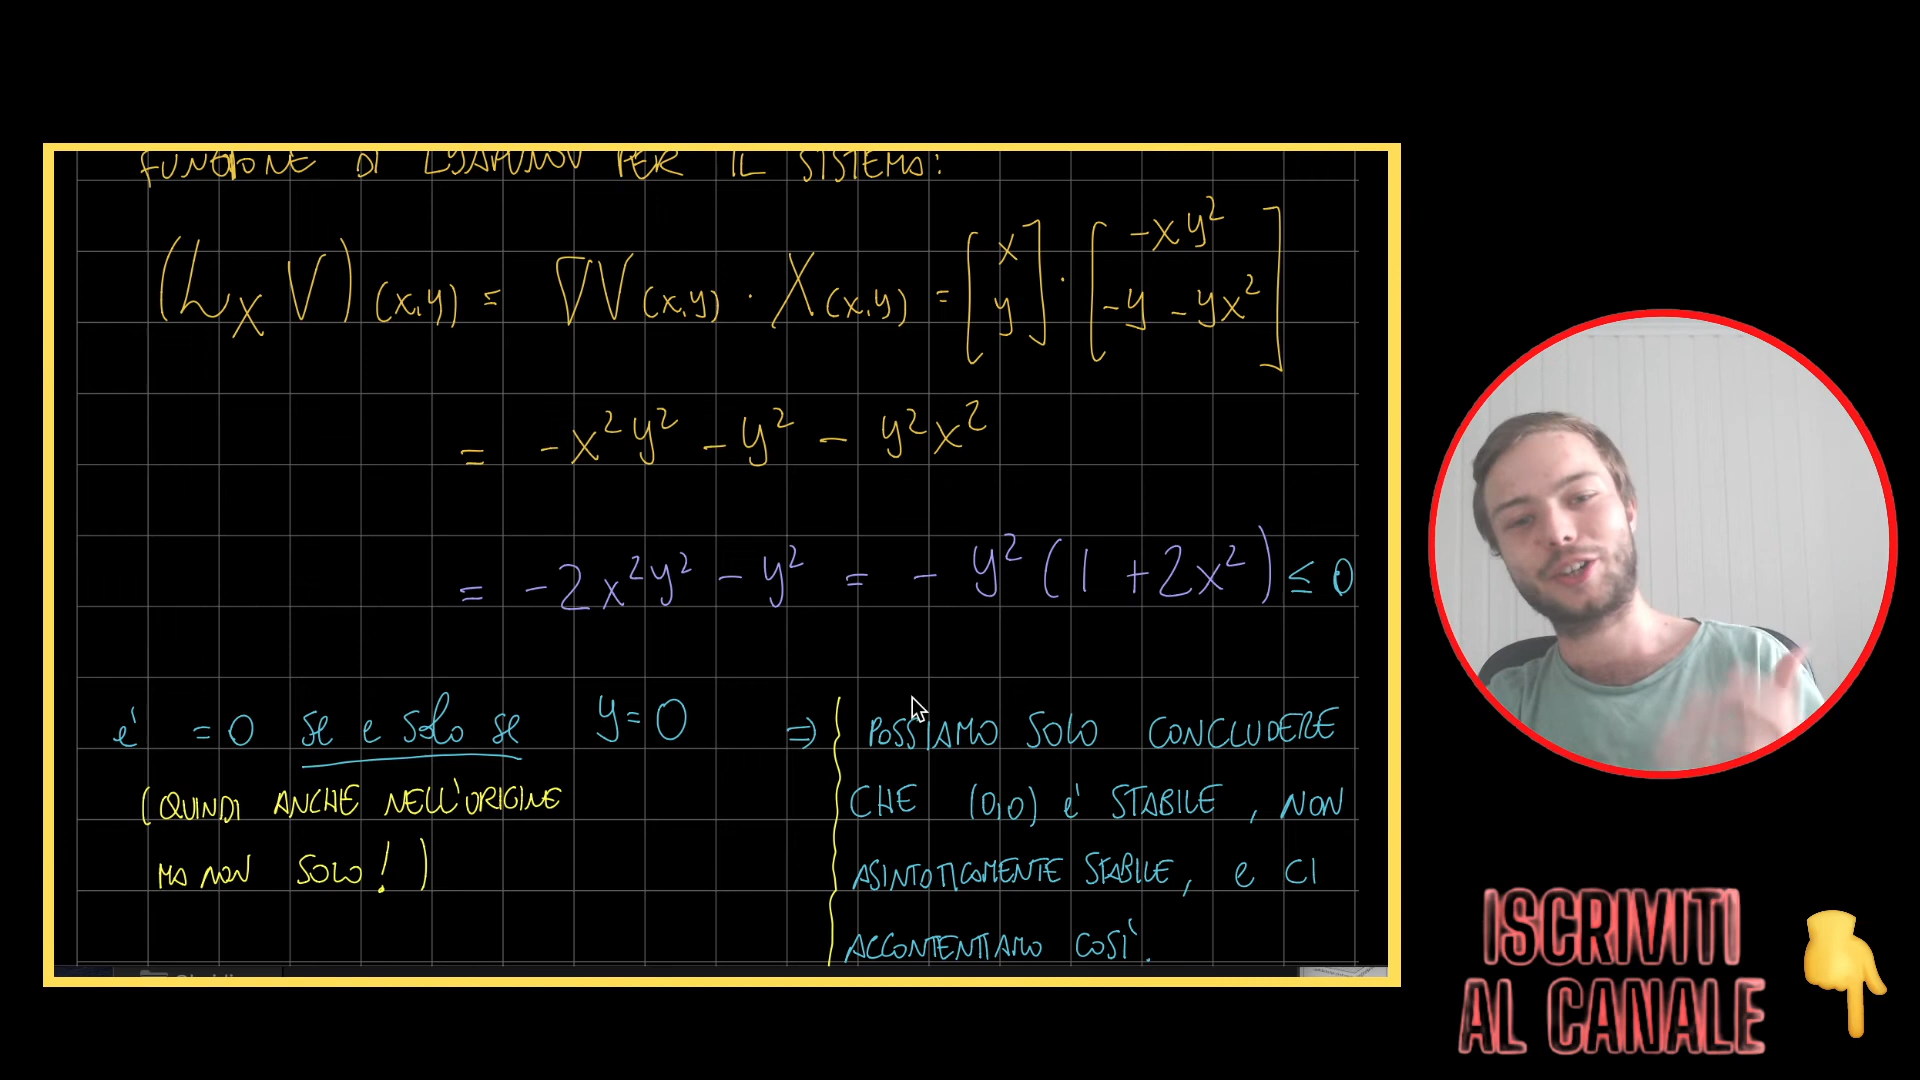 FUNZIONE DI LYAPUNOV PER IL SISTEMA:
(L_X V)(x,y) = ∇V(x,y) · X(x,y) = [x y] · [-xy² -y -yx²]
= -x²y² - y² - y²x²
= -2x²y² - y² = - y²(1 + 2x²) ≤ 0
é = 0 se e solo se y = 0 ⇒
(QUINDI ANCHE NELL'ORIGINE
MA NON SOLO!)
POSSIAMO SOLO CONCLUDERE
CHE (0,0) é STABILE, NON
ASINTOTICAMENTE STABILE, e CI
ACCONTENTIAMO COSÌ.
ISCRIVITI
AL CANALE